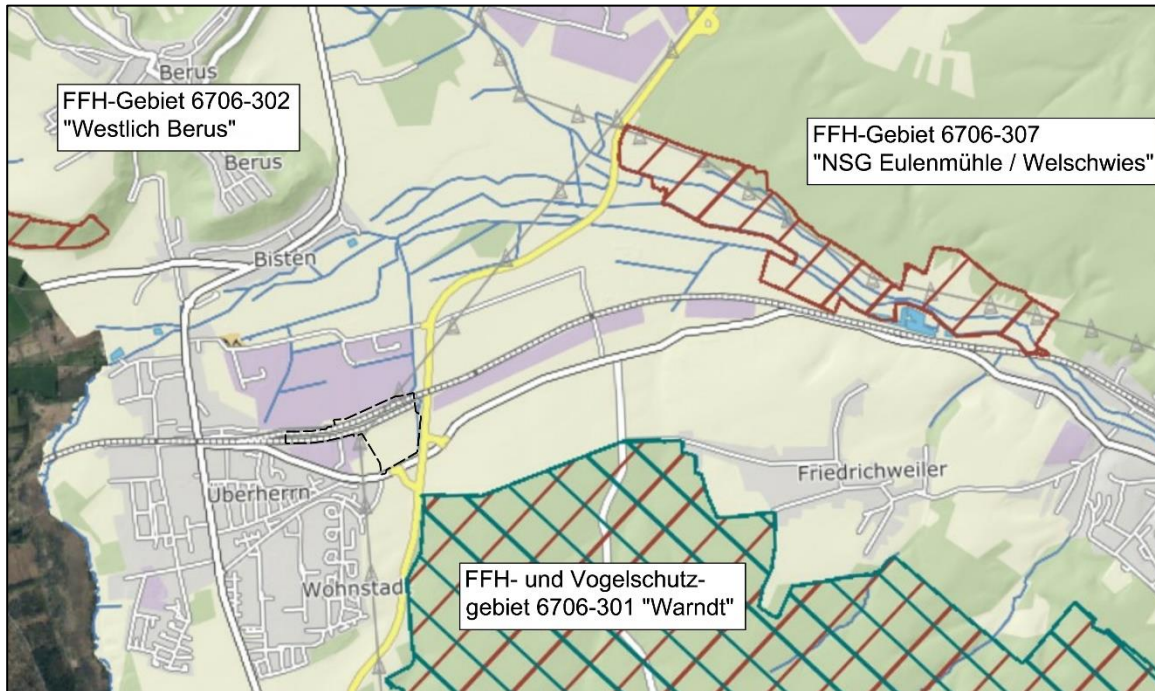 Berus
FFH-Gebiet 6706-302
"Westlich Berus"
Berus
FFH-Gebiet 6706-307
"NSG Eulenmühle / Welschwies"
Bisten
Überherrn
Friedrichweiler
Wohnstad
FFH- und Vogelschutz-
gebiet 6706-301 "Warndt"